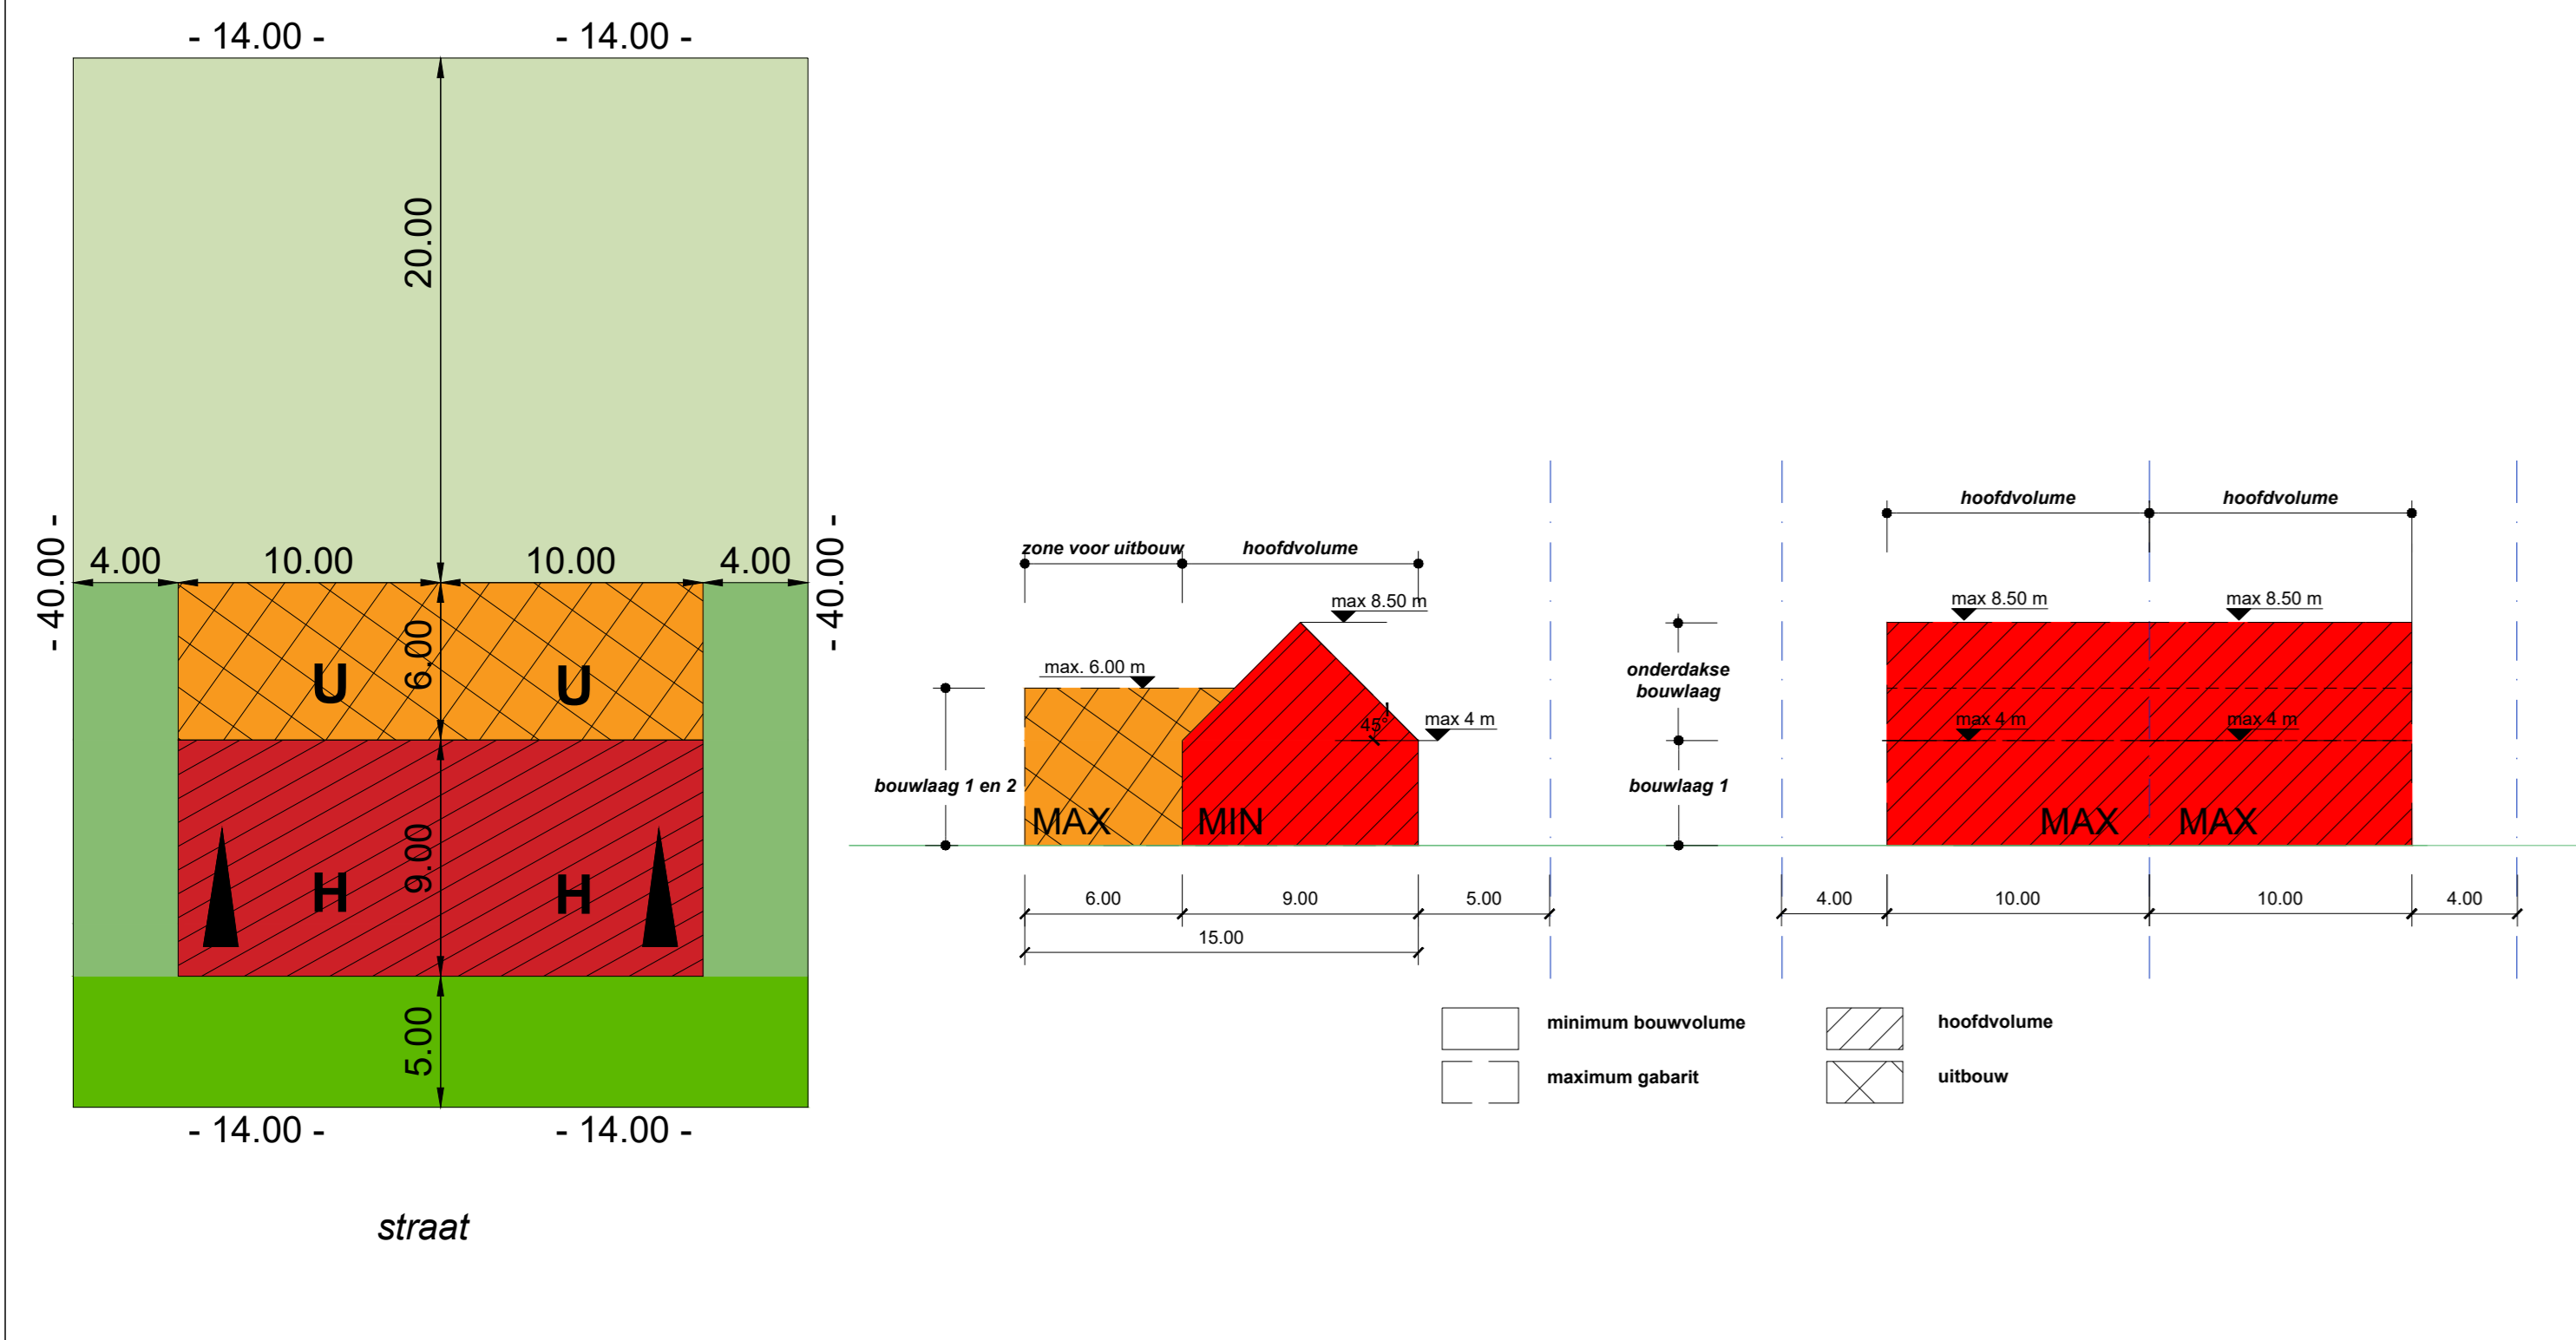 - 14.00 -
- 14.00 -
20.00
- 40.00 -
- 40.00 -
4.00
10.00
10.00
4.00
6.00
U
U
9.00
H
H
5.00
- 14.00 -
- 14.00 -
straat
zone voor uitbouw
hoofdvolume
max 8.50 m
max. 6.00 m
45°
max 4 m
bouwlaag 1 en 2
MAX
MIN
6.00
9.00
5.00
15.00
hoofdvolume
hoofdvolume
max 8.50 m
max 8.50 m
onderdakse
bouwlaag
max 4 m
max 4 m
bouwlaag 1
MAX
MAX
4.00
10.00
10.00
4.00
minimum bouwvolume
hoofdvolume
maximum gabarit
uitbouw